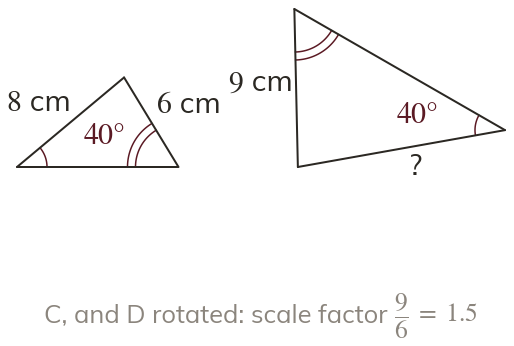 8 cm
6 cm
40°
9 cm
40°
?
C, and D rotated: scale factor 9/6 = 1.5